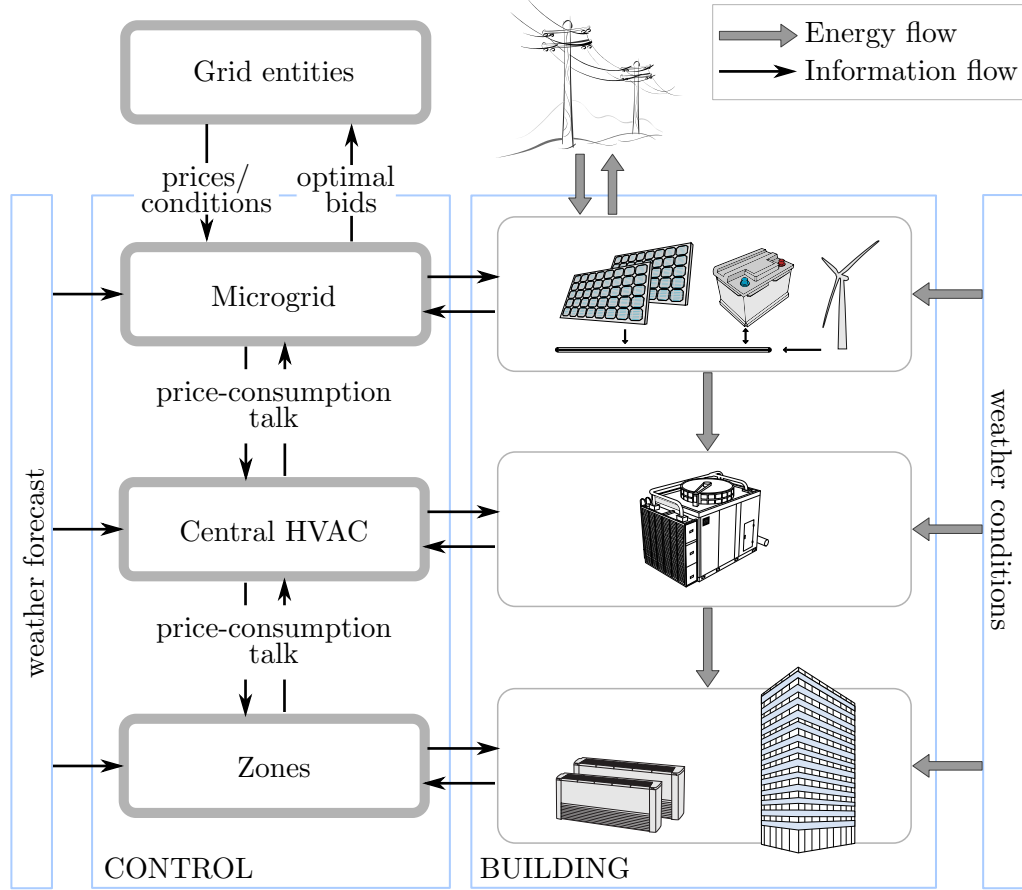 Grid entities
Energy flow
Information flow
prices/
conditions
optimal
bids
Microgrid
price-consumption
talk
Central HVAC
price-consumption
talk
Zones
weather forecast
weather conditions
CONTROL
BUILDING